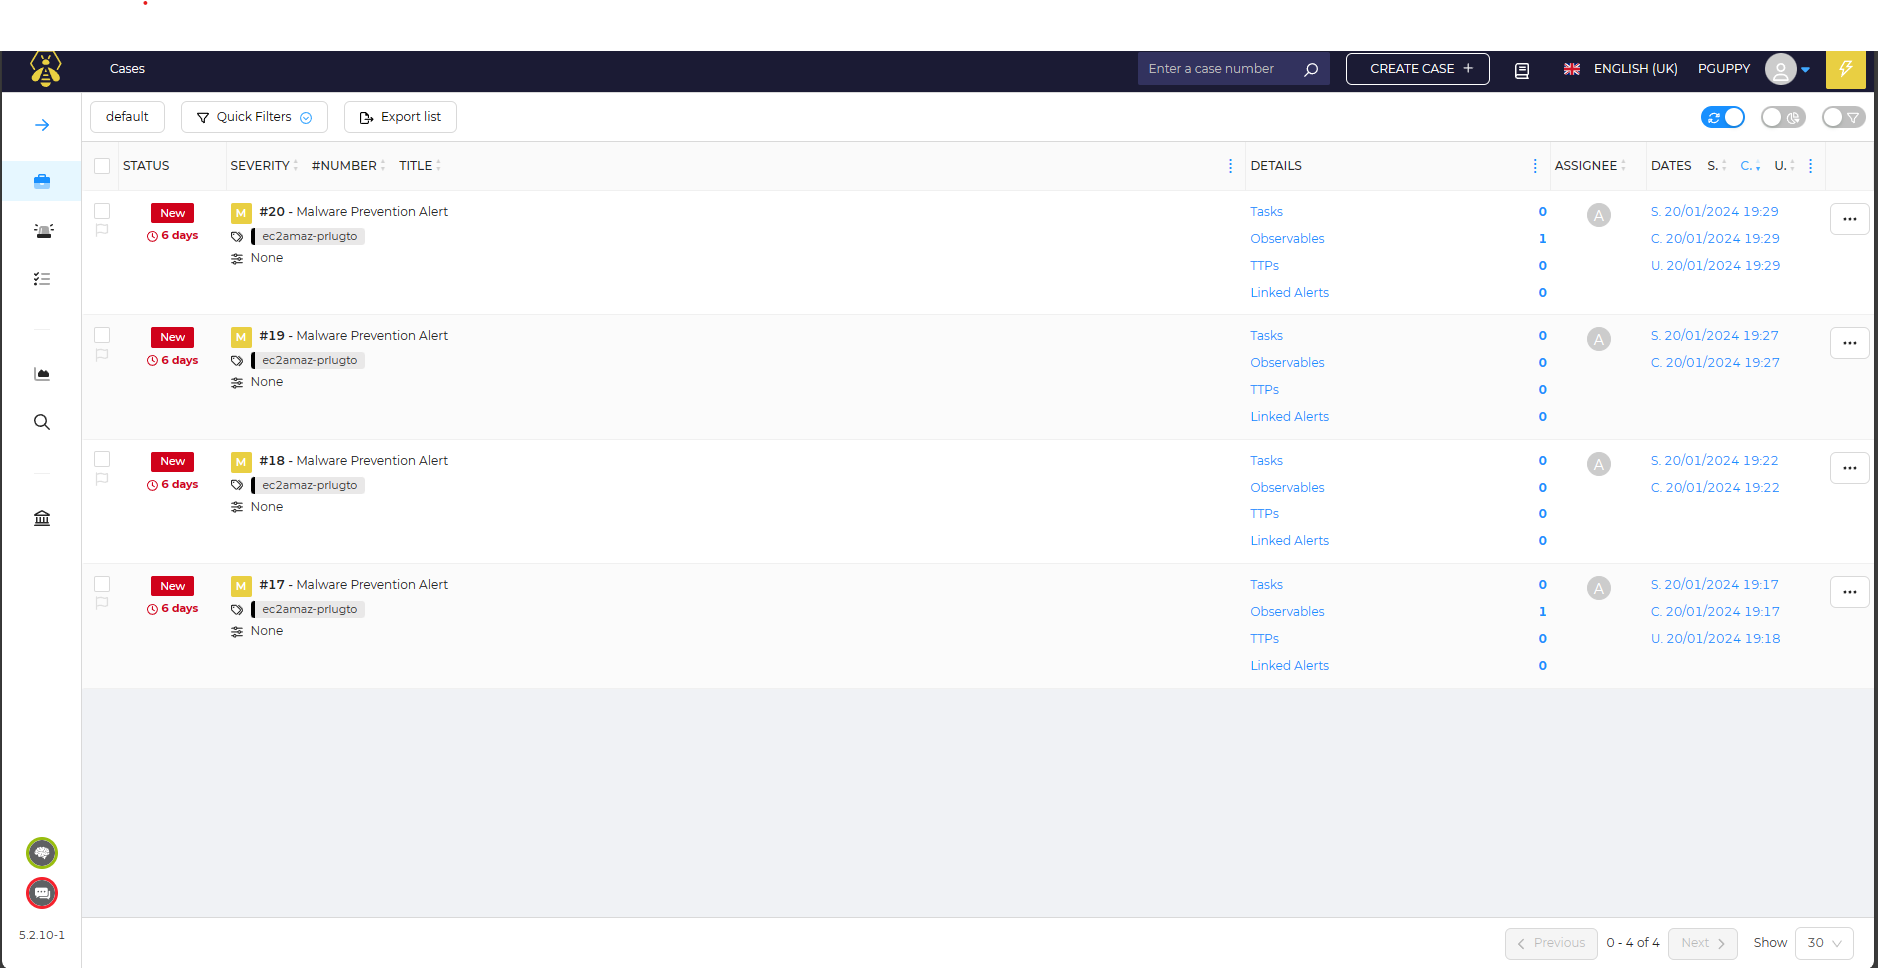 Cases
Enter a case number
CREATE CASE +
ENGLISH (UK)
PGUPPY
default
Quick Filters
Export list
STATUS
SEVERITY
#NUMBER
TITLE
DETAILS
ASSIGNEE
DATES
S.
C.
U.
New
6 days
M
#20 - Malware Prevention Alert
ec2amaz-prlugto
None
Tasks 0
Observables 1
TTPs 0
Linked Alerts 0
A
S. 20/01/2024 19:29
C. 20/01/2024 19:29
U. 20/01/2024 19:29
New
6 days
M
#19 - Malware Prevention Alert
ec2amaz-prlugto
None
Tasks 0
Observables 0
TTPs 0
Linked Alerts 0
A
S. 20/01/2024 19:27
C. 20/01/2024 19:27
New
6 days
M
#18 - Malware Prevention Alert
ec2amaz-prlugto
None
Tasks 0
Observables 0
TTPs 0
Linked Alerts 0
A
S. 20/01/2024 19:22
C. 20/01/2024 19:22
New
6 days
M
#17 - Malware Prevention Alert
ec2amaz-prlugto
None
Tasks 0
Observables 1
TTPs 0
Linked Alerts 0
A
S. 20/01/2024 19:17
C. 20/01/2024 19:17
U. 20/01/2024 19:18
5.2.10-1
Previous
0 - 4 of 4
Next
Show
30